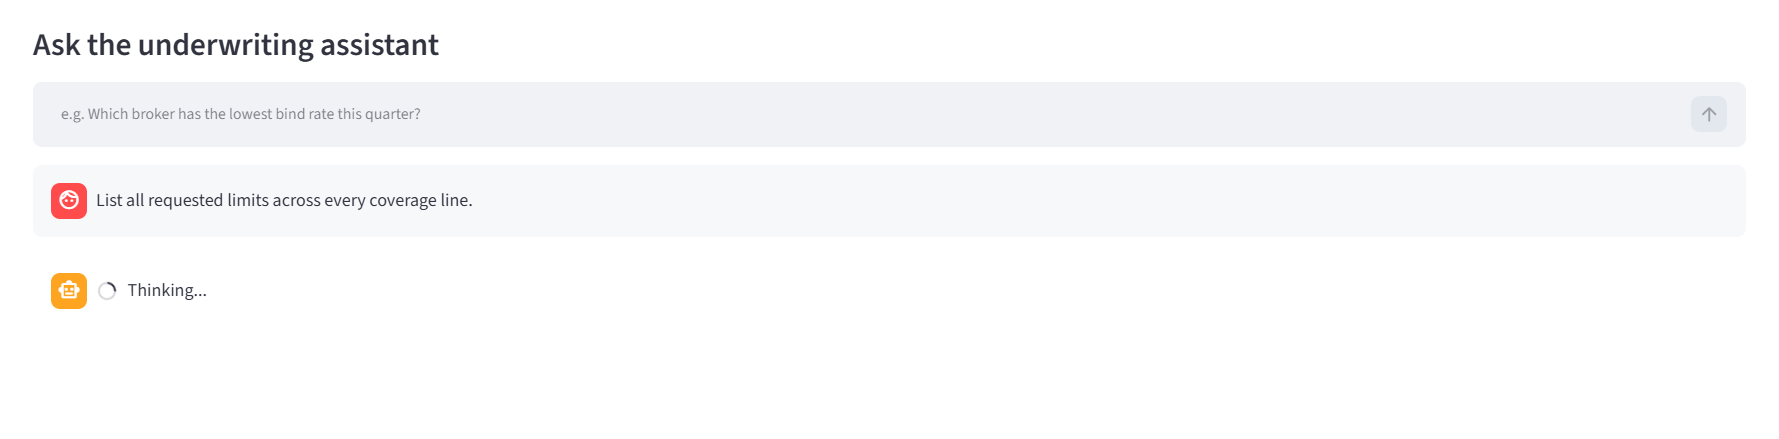 Ask the underwriting assistant
e.g. Which broker has the lowest bind rate this quarter?
List all requested limits across every coverage line.
Thinking...